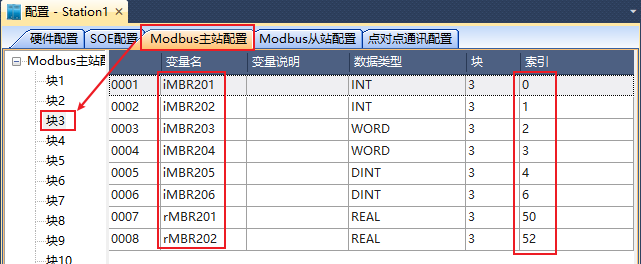 配置 - Station1 ×
硬件配置 SOE配置 Modbus主站配置 Modbus从站配置 点对点通讯配置
Modbus主站配
块1
块2
块3
块4
块5
块6
块7
块8
块9
块10
变量名 变量说明 数据类型 块 索引
0001 iMBR201 INT 3 0
0002 iMBR202 INT 3 1
0003 iMBR203 WORD 3 2
0004 iMBR204 WORD 3 3
0005 iMBR205 DINT 3 4
0006 iMBR206 DINT 3 6
0007 rMBR201 REAL 3 50
0008 rMBR202 REAL 3 52